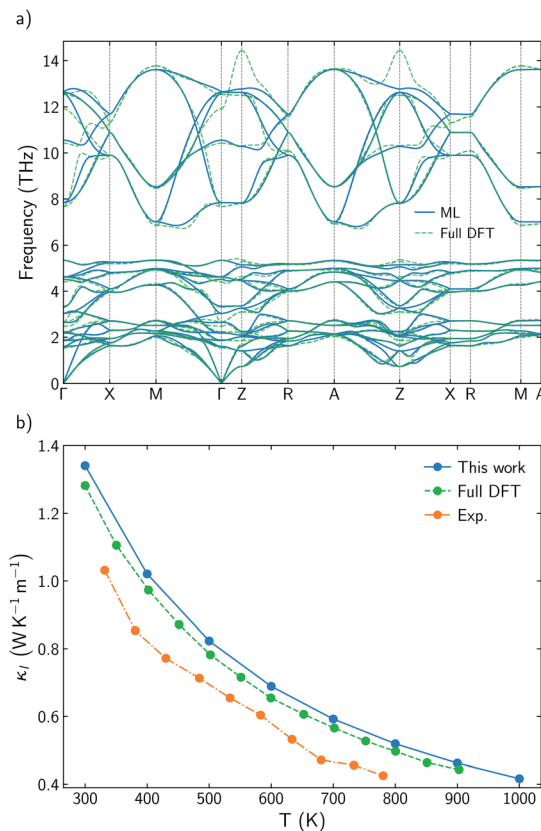 a)
14
12
10
8
6
4
2
0
Frequency (THz)
ML
Full DFT
Γ X M Γ Z R A Z X R M A
b)
1.4
1.2
1.0
0.8
0.6
0.4
κl (W K−1 m−1)
This work
Full DFT
Exp.
300 400 500 600 700 800 900 1000
T (K)